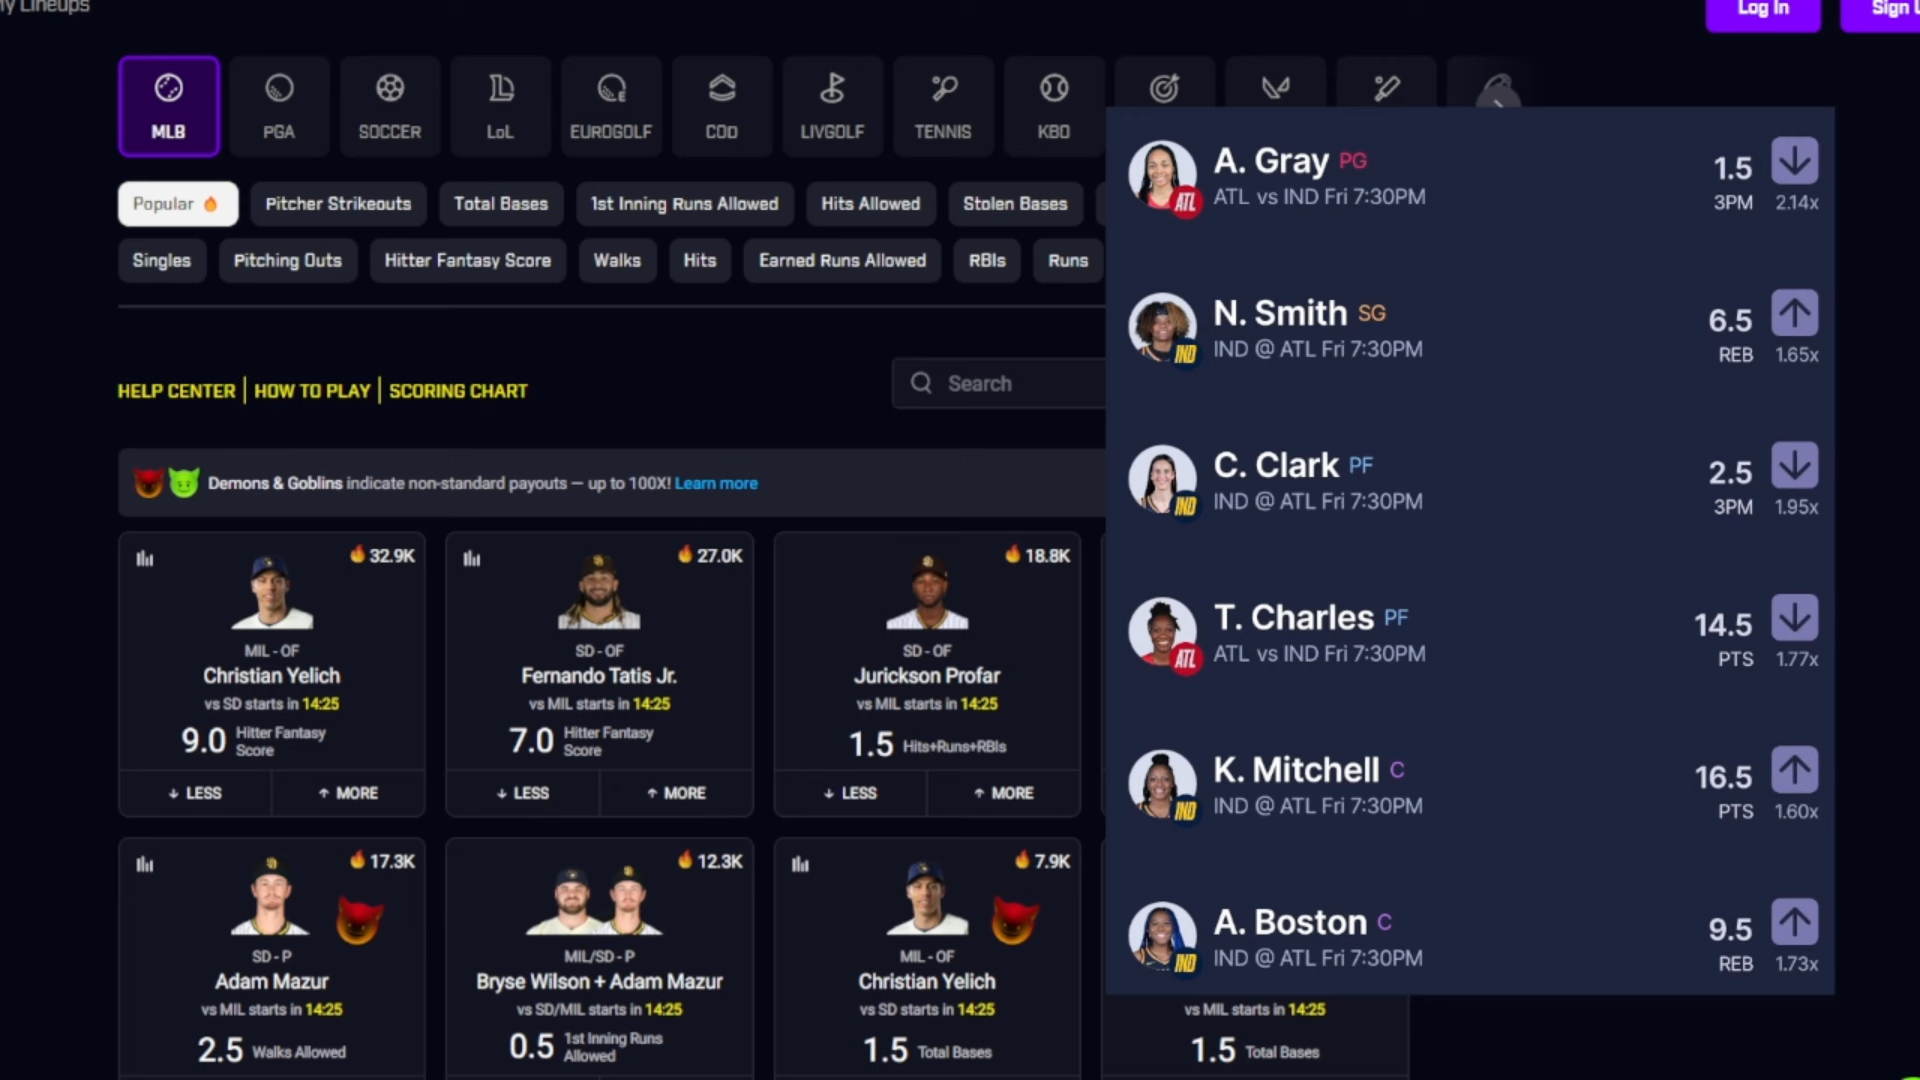 My Lineups
Log In
Sign
MLB
PGA
SOCCER
LoL
EUROGOLF
COD
LIVGOLF
TENNIS
KBO
Popular
Pitcher Strikeouts
Total Bases
1st Inning Runs Allowed
Hits Allowed
Stolen Bases
Singles
Pitching Outs
Hitter Fantasy Score
Walks
Hits
Earned Runs Allowed
RBIs
Runs
HELP CENTER | HOW TO PLAY | SCORING CHART
Search
Demons & Goblins indicate non-standard payouts — up to 100X! Learn more
32.9K
MIL - OF
Christian Yelich
vs SD starts in 14:25
9.0 Hitter Fantasy
Score
LESS
MORE
27.0K
SD - OF
Fernando Tatis Jr.
vs MIL starts in 14:25
7.0 Hitter Fantasy
Score
LESS
MORE
18.8K
SD - OF
Jurickson Profar
vs MIL starts in 14:25
1.5 Hits+Runs+RBIs
LESS
MORE
17.3K
SD - P
Adam Mazur
vs MIL starts in 14:25
2.5 Walks Allowed
12.3K
MIL/SD - P
Bryse Wilson + Adam Mazur
vs SD/MIL starts in 14:25
0.5 1st Inning Runs
Allowed
7.9K
MIL - OF
Christian Yelich
vs SD starts in 14:25
1.5 Total Bases
vs MIL starts in 14:25
1.5 Total Bases
A. Gray PG
ATL
ATL vs IND Fri 7:30PM
1.5
3PM
2.14x
N. Smith SG
IND
IND @ ATL Fri 7:30PM
6.5
REB
1.65x
C. Clark PF
IND
IND @ ATL Fri 7:30PM
2.5
3PM
1.95x
T. Charles PF
ATL
ATL vs IND Fri 7:30PM
14.5
PTS
1.77x
K. Mitchell C
IND
IND @ ATL Fri 7:30PM
16.5
PTS
1.60x
A. Boston C
IND
IND @ ATL Fri 7:30PM
9.5
REB
1.73x